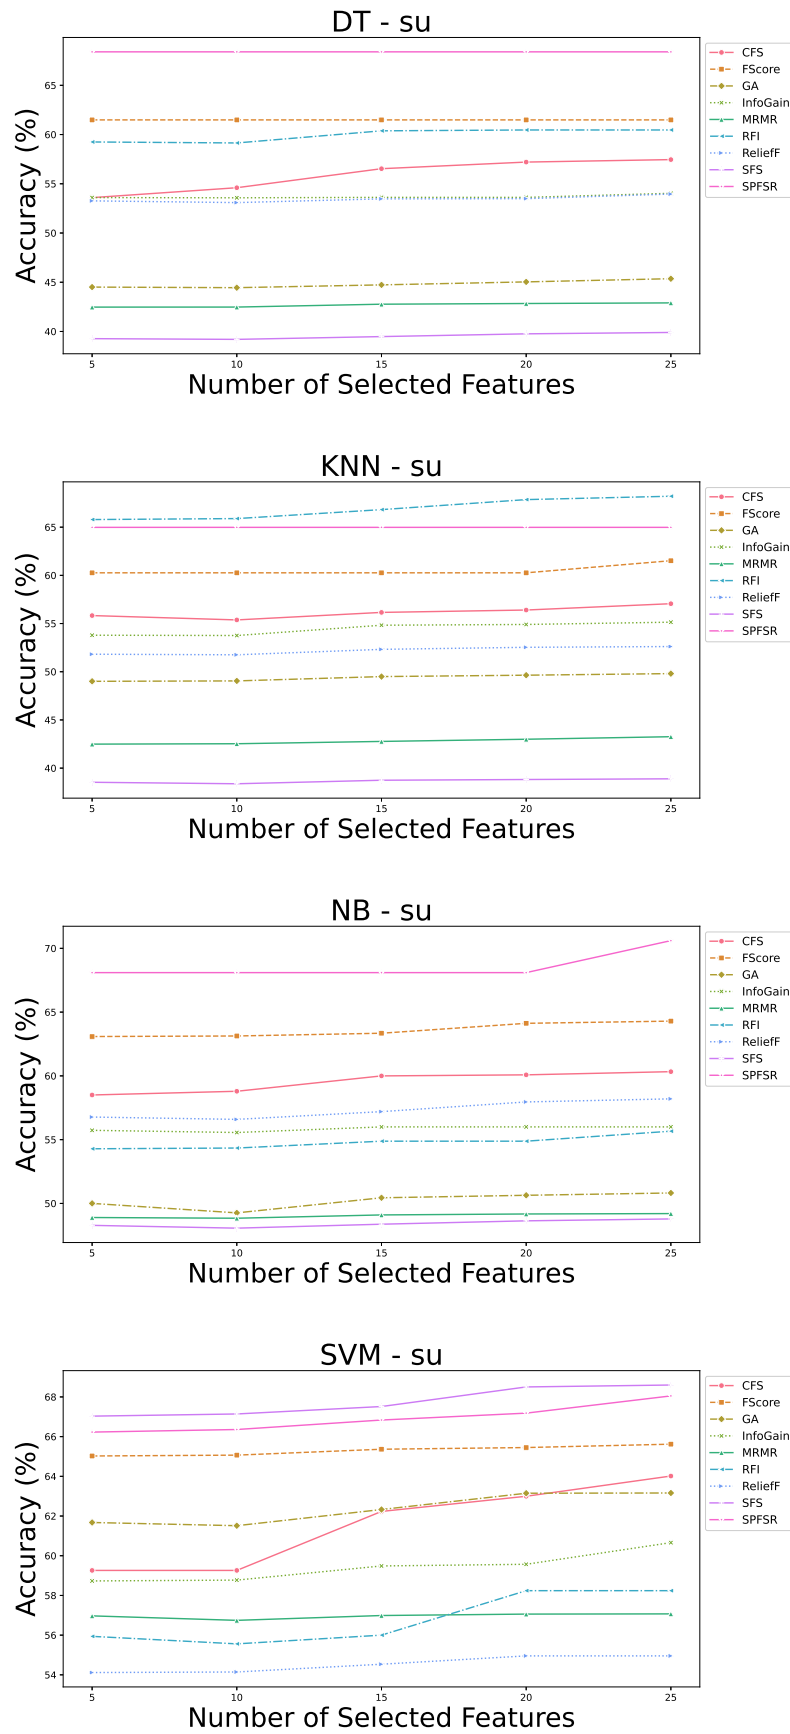 DT - su
Accuracy (%)
65
60
55
50
45
40
5 10 15 20 25
Number of Selected Features
CFS
FScore
GA
InfoGain
MRMR
RFI
ReliefF
SFS
SPFSR
KNN - su
Accuracy (%)
65
60
55
50
45
40
5 10 15 20 25
Number of Selected Features
CFS
FScore
GA
InfoGain
MRMR
RFI
ReliefF
SFS
SPFSR
NB - su
Accuracy (%)
70
65
60
55
50
5 10 15 20 25
Number of Selected Features
CFS
FScore
GA
InfoGain
MRMR
RFI
ReliefF
SFS
SPFSR
SVM - su
Accuracy (%)
68
66
64
62
60
58
56
54
5 10 15 20 25
Number of Selected Features
CFS
FScore
GA
InfoGain
MRMR
RFI
ReliefF
SFS
SPFSR